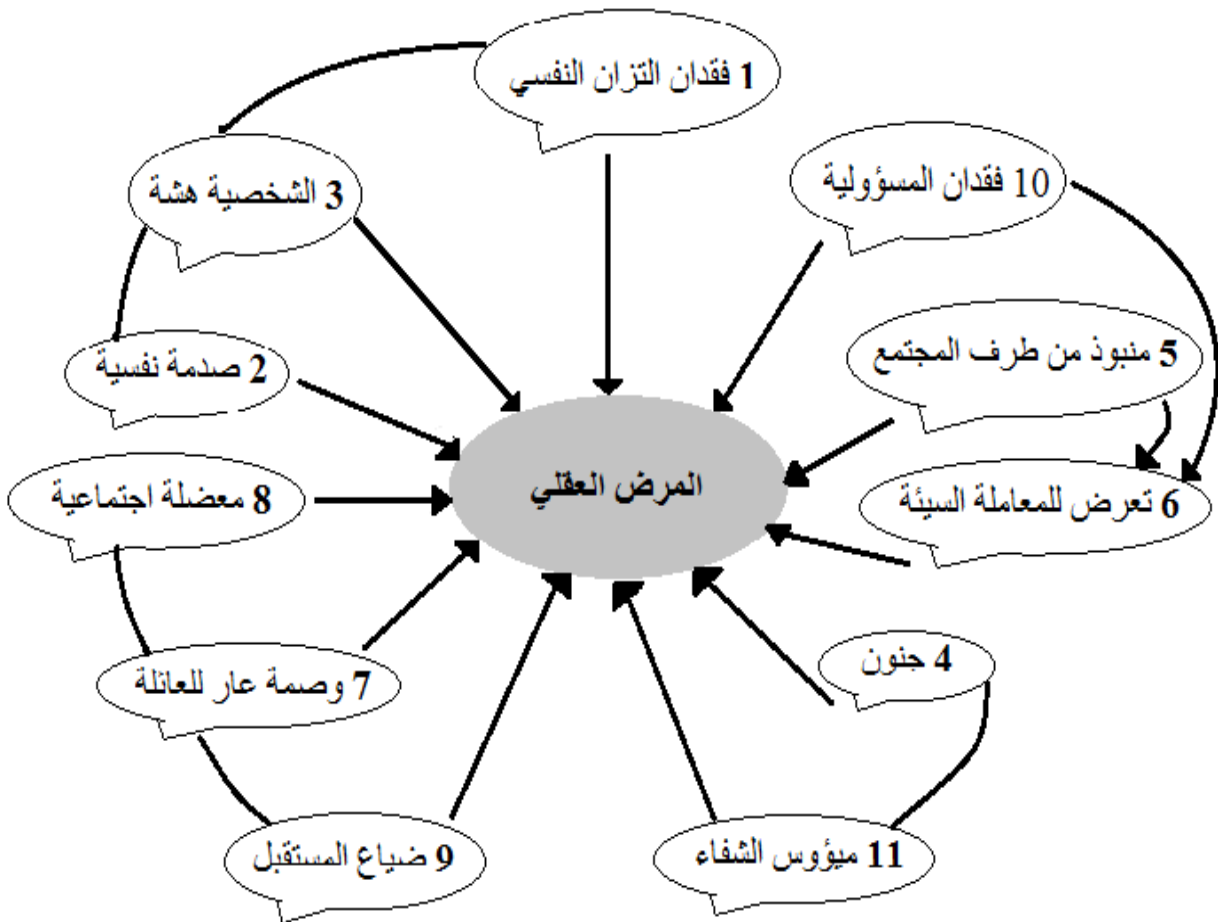 1 فقدان التزان النفسي
10 فقدان المسؤولية
3 الشخصية هشة
5 منبوذ من طرف المجتمع
2 صدمة نفسية
المرض العقلي
8 معضلة اجتماعية
6 تعرض للمعاملة السيئة
4 جنون
7 وصمة عار للعائلة
11 ميؤوس الشفاء
9 ضياع المستقبل